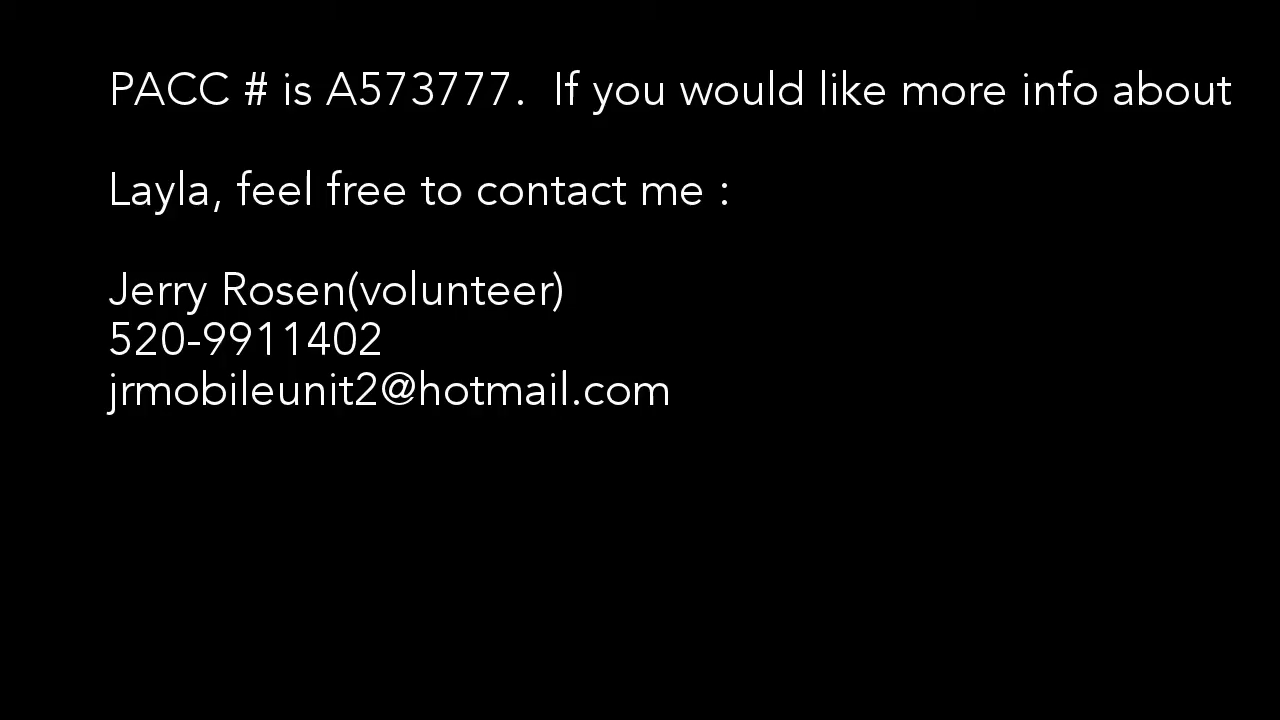 PACC # is A573777.  If you would like more info about
Layla, feel free to contact me :
Jerry Rosen(volunteer)
520-9911402
jrmobileunit2@hotmail.com